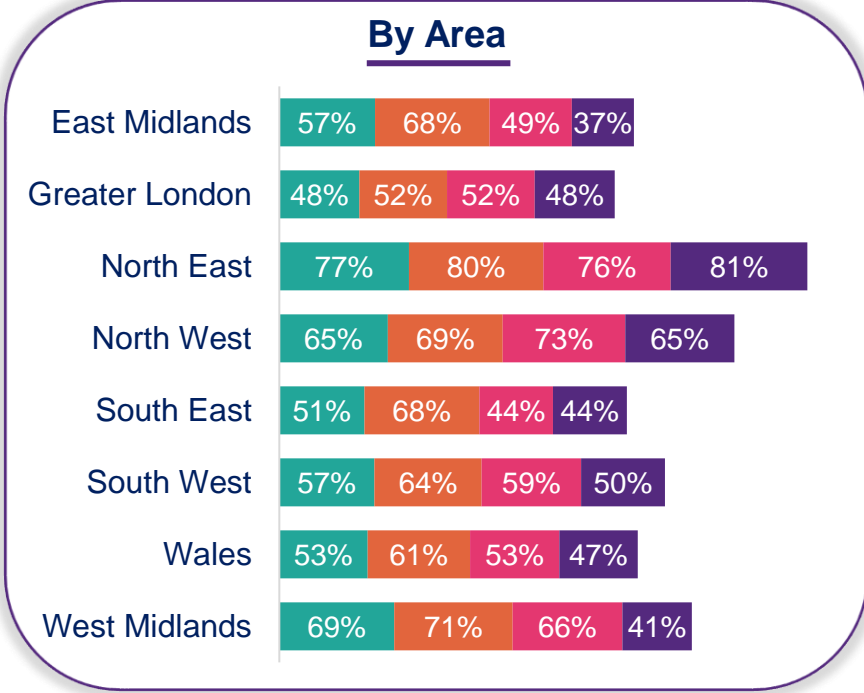 By Area
East Midlands 57% 68% 49% 37%
Greater London 48% 52% 52% 48%
North East 77% 80% 76% 81%
North West 65% 69% 73% 65%
South East 51% 68% 44% 44%
South West 57% 64% 59% 50%
Wales 53% 61% 53% 47%
West Midlands 69% 71% 66% 41%